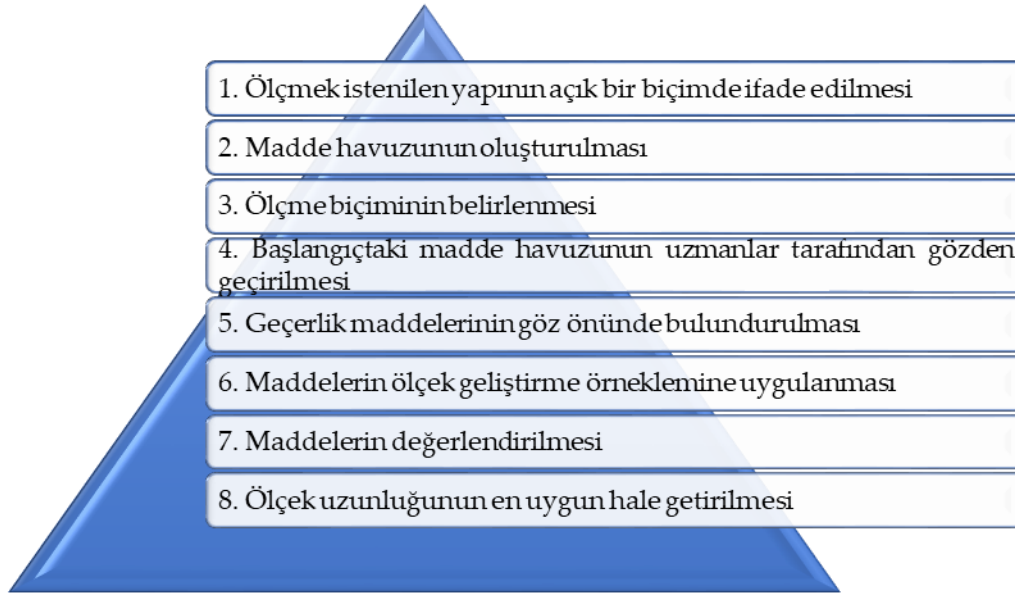 1. Ölçmek istenilen yapının açık bir biçimde ifade edilmesi
2. Madde havuzunun oluşturulması
3. Ölçme biçiminin belirlenmesi
4. Başlangıçtaki madde havuzunun uzmanlar tarafından gözden
geçirilmesi
5. Geçerlik maddelerinin göz önünde bulundurulması
6. Maddelerin ölçek geliştirme örneklemine uygulanması
7. Maddelerin değerlendirilmesi
8. Ölçek uzunluğunun en uygun hale getirilmesi